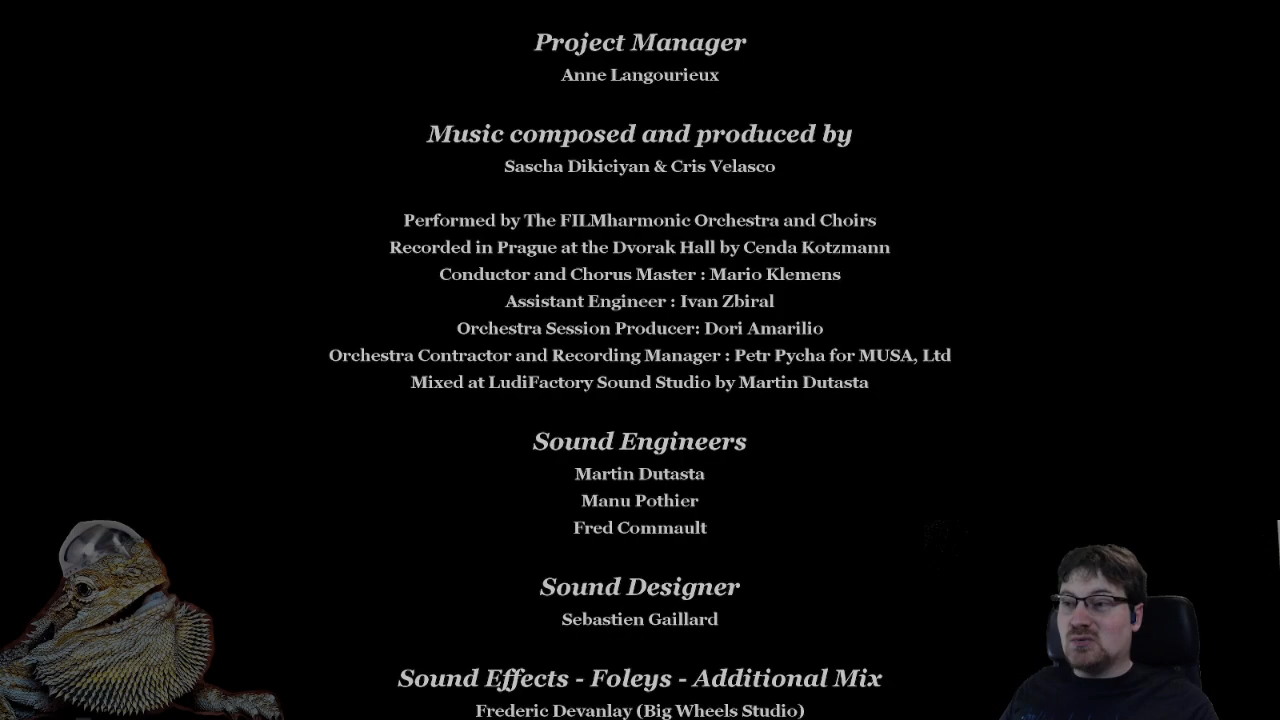 Project Manager
Anne Langourieux
Music composed and produced by
Sascha Dikiciyan & Cris Velasco
Performed by The FILMharmonic Orchestra and Choirs
Recorded in Prague at the Dvorak Hall by Cenda Kotzmann
Conductor and Chorus Master : Mario Klemens
Assistant Engineer : Ivan Zbiral
Orchestra Session Producer: Dori Amarilio
Orchestra Contractor and Recording Manager : Petr Pycha for MUSA, Ltd
Mixed at LudiFactory Sound Studio by Martin Dutasta
Sound Engineers
Martin Dutasta
Manu Pothier
Fred Commault
Sound Designer
Sebastien Gaillard
Sound Effects - Foleys - Additional Mix
Frederic Devanlay (Big Wheels Studio)